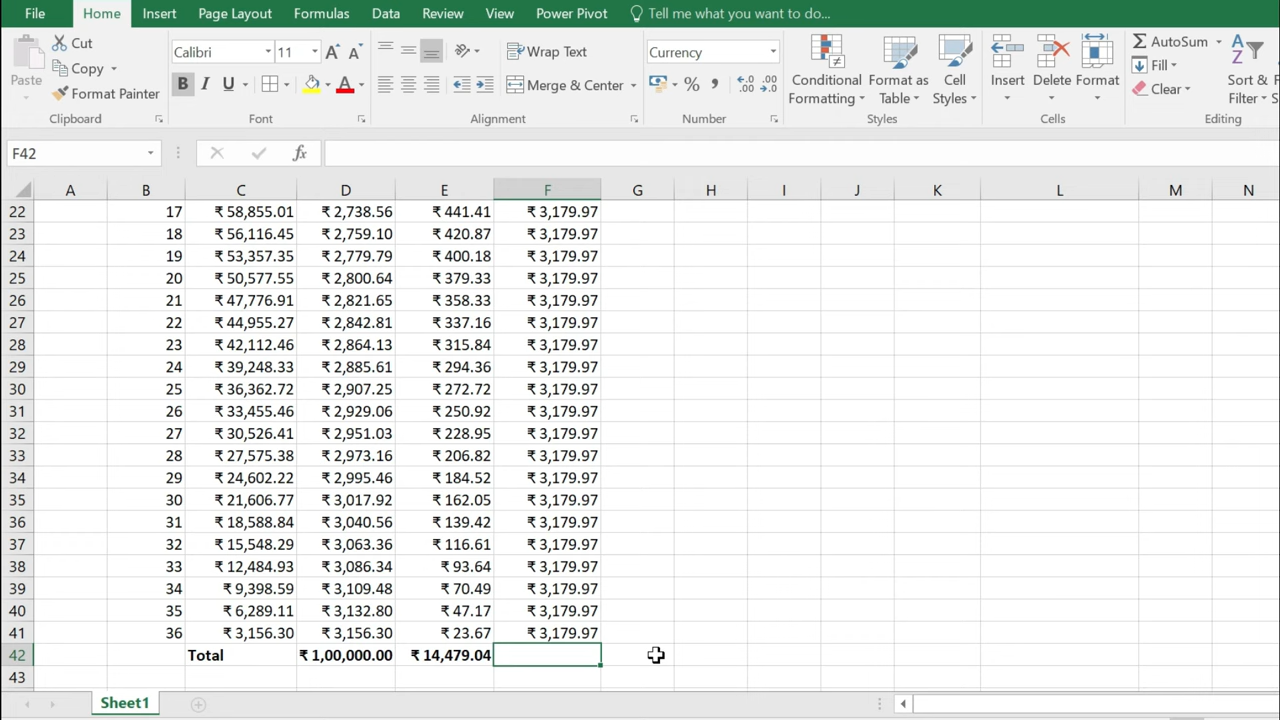 File Home Insert Page Layout Formulas Data Review View Power Pivot Tell me what you want to do...
Paste
Cut
Copy
Format Painter
Clipboard
Calibri 11
B I U
Font
Wrap Text
Merge & Center
Alignment
Currency
%
Number
Conditional Formatting
Format as Table
Cell Styles
Styles
Insert Delete Format
Cells
AutoSum
Fill
Clear
Sort &
Filter
Editing
F42 fx
A B C D E F G H I J K L M N
22 17 ₹ 58,855.01 ₹ 2,738.56 ₹ 441.41 ₹ 3,179.97
23 18 ₹ 56,116.45 ₹ 2,759.10 ₹ 420.87 ₹ 3,179.97
24 19 ₹ 53,357.35 ₹ 2,779.79 ₹ 400.18 ₹ 3,179.97
25 20 ₹ 50,577.55 ₹ 2,800.64 ₹ 379.33 ₹ 3,179.97
26 21 ₹ 47,776.91 ₹ 2,821.65 ₹ 358.33 ₹ 3,179.97
27 22 ₹ 44,955.27 ₹ 2,842.81 ₹ 337.16 ₹ 3,179.97
28 23 ₹ 42,112.46 ₹ 2,864.13 ₹ 315.84 ₹ 3,179.97
29 24 ₹ 39,248.33 ₹ 2,885.61 ₹ 294.36 ₹ 3,179.97
30 25 ₹ 36,362.72 ₹ 2,907.25 ₹ 272.72 ₹ 3,179.97
31 26 ₹ 33,455.46 ₹ 2,929.06 ₹ 250.92 ₹ 3,179.97
32 27 ₹ 30,526.41 ₹ 2,951.03 ₹ 228.95 ₹ 3,179.97
33 28 ₹ 27,575.38 ₹ 2,973.16 ₹ 206.82 ₹ 3,179.97
34 29 ₹ 24,602.22 ₹ 2,995.46 ₹ 184.52 ₹ 3,179.97
35 30 ₹ 21,606.77 ₹ 3,017.92 ₹ 162.05 ₹ 3,179.97
36 31 ₹ 18,588.84 ₹ 3,040.56 ₹ 139.42 ₹ 3,179.97
37 32 ₹ 15,548.29 ₹ 3,063.36 ₹ 116.61 ₹ 3,179.97
38 33 ₹ 12,484.93 ₹ 3,086.34 ₹ 93.64 ₹ 3,179.97
39 34 ₹ 9,398.59 ₹ 3,109.48 ₹ 70.49 ₹ 3,179.97
40 35 ₹ 6,289.11 ₹ 3,132.80 ₹ 47.17 ₹ 3,179.97
41 36 ₹ 3,156.30 ₹ 3,156.30 ₹ 23.67 ₹ 3,179.97
42 Total ₹ 1,00,000.00 ₹ 14,479.04
43
Sheet1